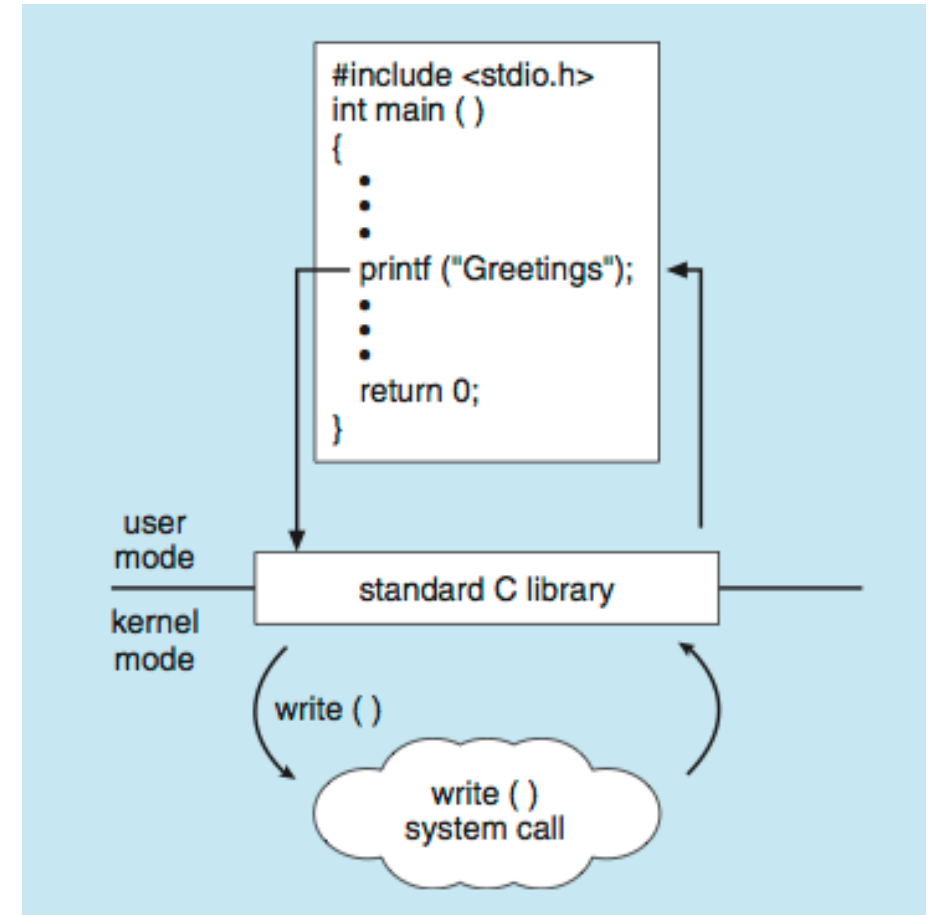 #include <stdio.h>
int main ( )
{
•
•
•
printf ("Greetings");
•
•
•
return 0;
}
user
mode
standard C library
kernel
mode
write ( )
write ( )
system call